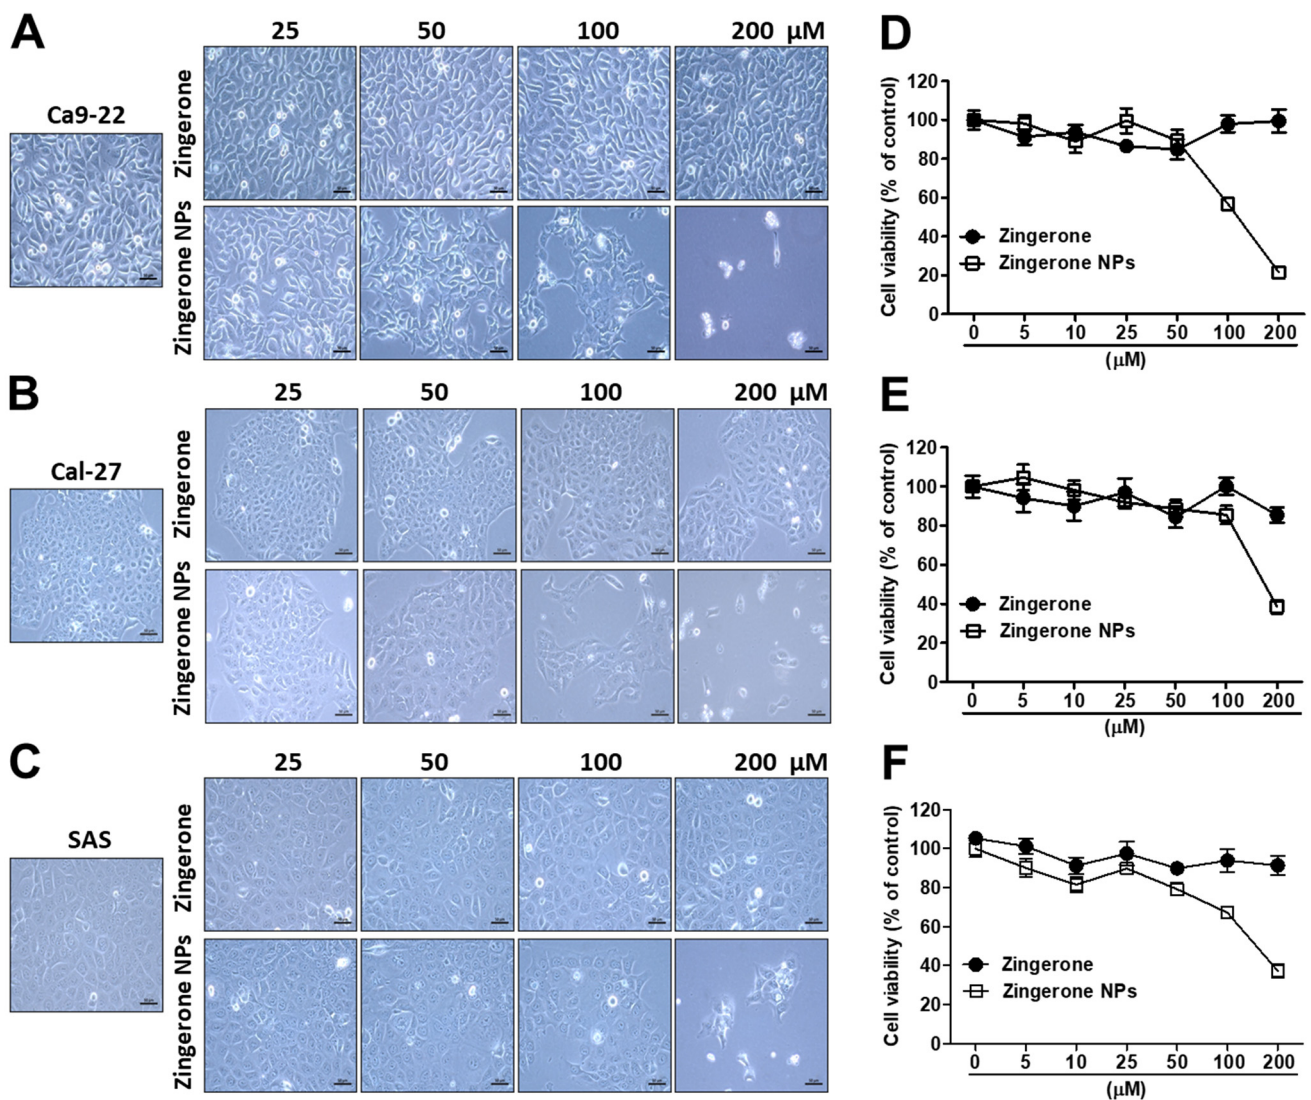 A
25 50 100 200 μM
Ca9-22
Zingerone
Zingerone NPs
B
25 50 100 200 μM
Cal-27
Zingerone
Zingerone NPs
C
25 50 100 200 μM
SAS
Zingerone
Zingerone NPs
D
Cell viability (% of control)
120
100
80
60
40
20
0
Zingerone
Zingerone NPs
0 5 10 25 50 100 200
(μM)
E
Cell viability (% of control)
120
100
80
60
40
20
0
Zingerone
Zingerone NPs
0 5 10 25 50 100 200
(μM)
F
Cell viability (% of control)
120
100
80
60
40
20
0
Zingerone
Zingerone NPs
0 5 10 25 50 100 200
(μM)